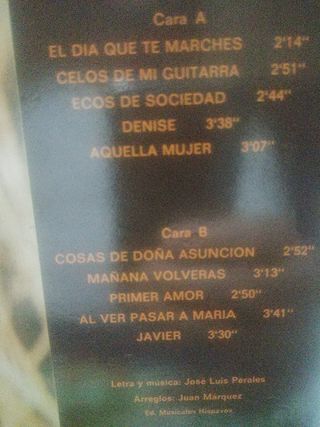 Cara A
EL DIA QUE TE MARCHES 2'14"
CELOS DE MI GUITARRA 2'51"
ECOS DE SOCIEDAD 2'44"
DENISE 3'38"
AQUELLA MUJER 3'07"
Cara B
COSAS DE DOÑA ASUNCION 2'52"
MAÑANA VOLVERAS 3'13"
PRIMER AMOR 2'50"
AL VER PASAR A MARIA 3'41"
JAVIER 3'30"
Letra y música: José Luis Perales
Arreglos: Juan Márquez
Ed. Musicales Hispavox